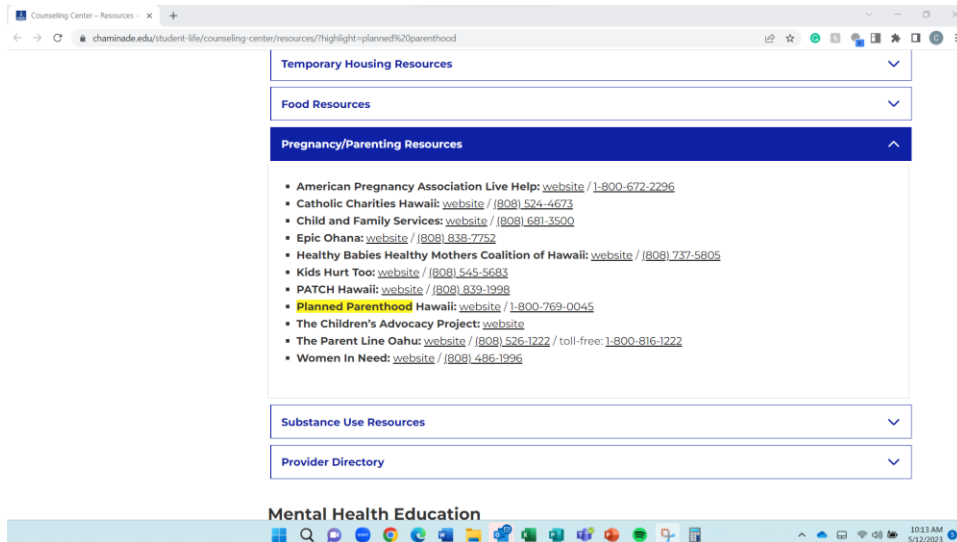 Counseling Center – Resources –
chaminade.edu/student-life/counseling-center/resources/?highlight=planned%20parenthood
Temporary Housing Resources
Food Resources
Pregnancy/Parenting Resources
▪ American Pregnancy Association Live Help: website / 1-800-672-2296
▪ Catholic Charities Hawaii: website / (808) 524-4673
▪ Child and Family Services: website / (808) 681-3500
▪ Epic Ohana: website / (808) 838-7752
▪ Healthy Babies Healthy Mothers Coalition of Hawaii: website / (808) 737-5805
▪ Kids Hurt Too: website / (808) 545-5683
▪ PATCH Hawaii: website / (808) 839-1998
▪ Planned Parenthood Hawaii: website / 1-800-769-0045
▪ The Children's Advocacy Project: website
▪ The Parent Line Oahu: website / (808) 526-1222 / toll-free: 1-800-816-1222
▪ Women In Need: website / (808) 486-1996
Substance Use Resources
Provider Directory
Mental Health Education
10:13 AM
5/12/2023